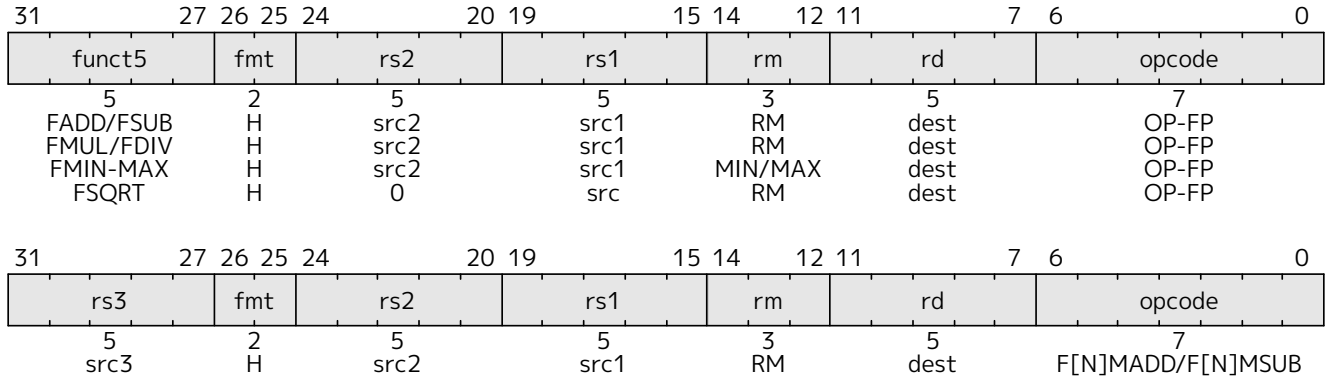 31 27 26 25 24 20 19 15 14 12 11 7 6 0
funct5 fmt rs2 rs1 rm rd opcode
5 2 5 5 3 5 7
FADD/FSUB H src2 src1 RM dest OP-FP
FMUL/FDIV H src2 src1 RM dest OP-FP
FMIN-MAX H src2 src1 MIN/MAX dest OP-FP
FSQRT H 0 src RM dest OP-FP
31 27 26 25 24 20 19 15 14 12 11 7 6 0
rs3 fmt rs2 rs1 rm rd opcode
5 2 5 5 3 5 7
src3 H src2 src1 RM dest F[N]MADD/F[N]MSUB